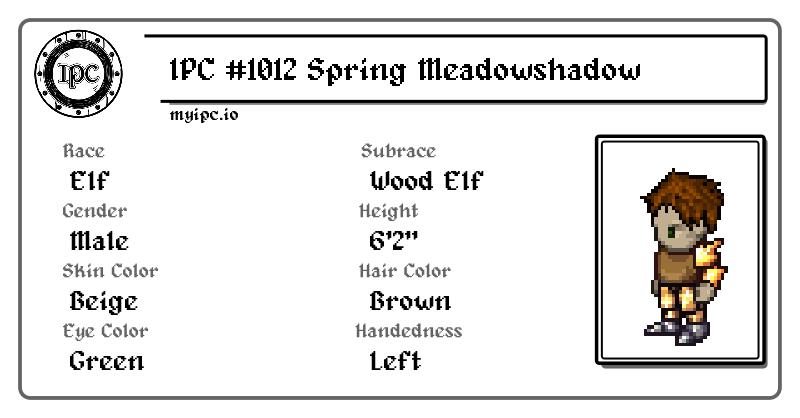 IPC
IPC #1012 Spring Meadowshadow
myipc.io
Race
Elf
Subrace
Wood Elf
Gender
Male
Height
6'2"
Skin Color
Beige
Hair Color
Brown
Eye Color
Green
Handedness
Left